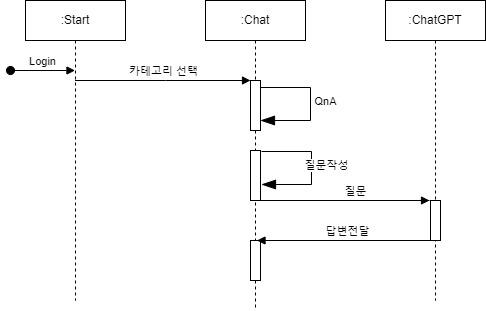 :Start
:Chat
:ChatGPT
Login
카테고리 선택
QnA
질문작성
질문
답변전달